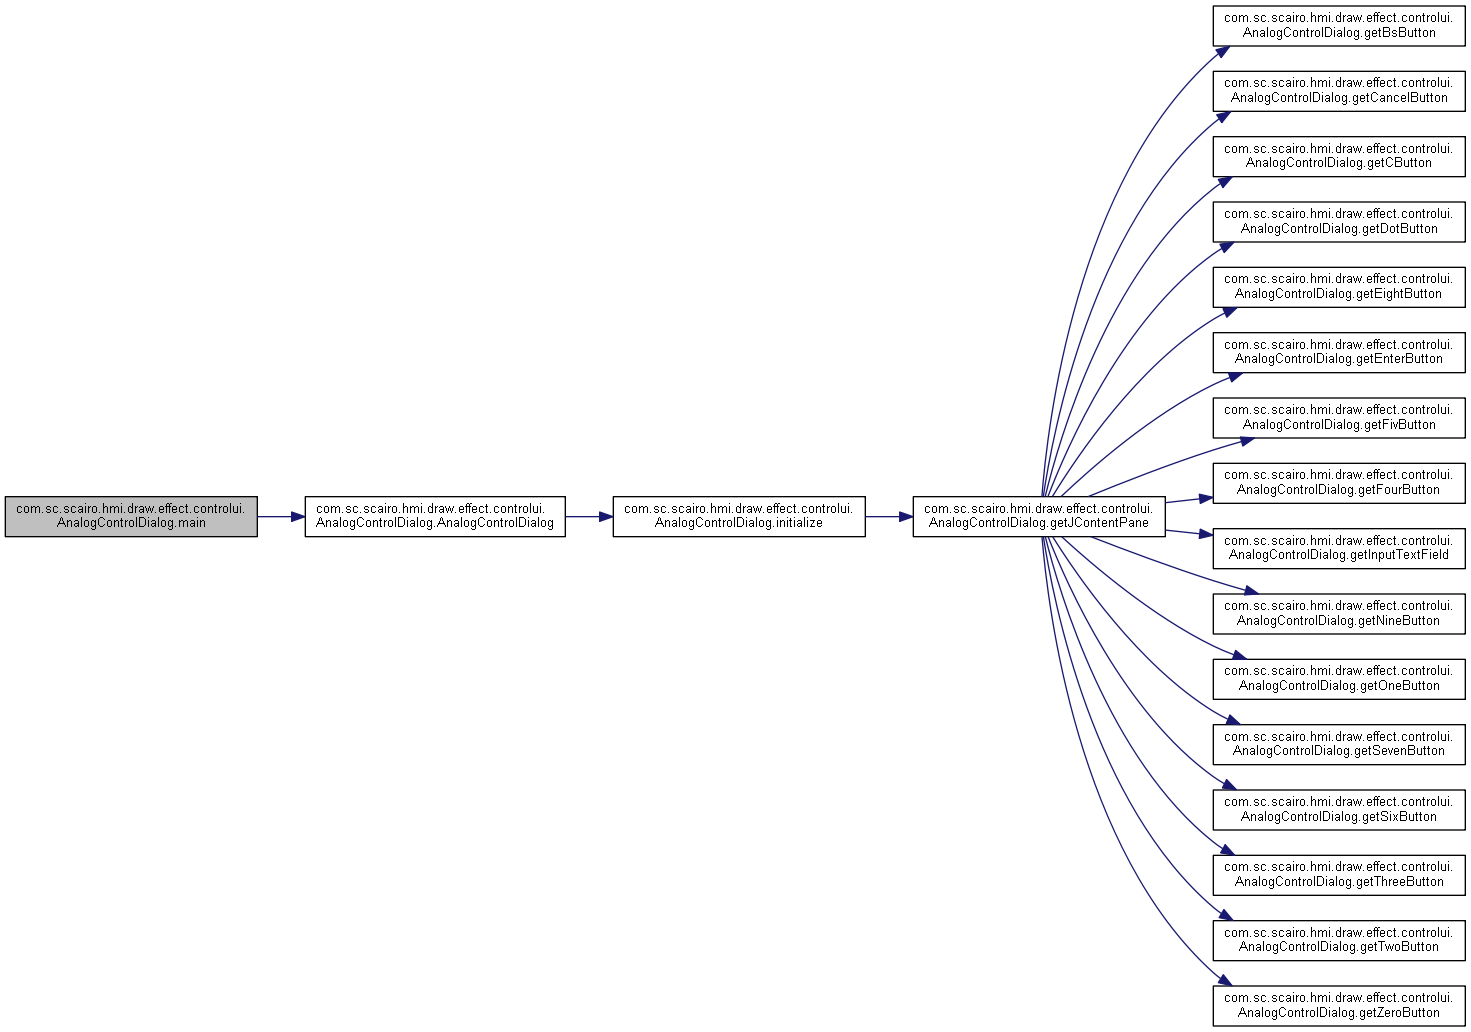 com.sc.scairo.hmi.draw.effect.controlui.
AnalogControlDialog.main
com.sc.scairo.hmi.draw.effect.controlui.
AnalogControlDialog.AnalogControlDialog
com.sc.scairo.hmi.draw.effect.controlui.
AnalogControlDialog.initialize
com.sc.scairo.hmi.draw.effect.controlui.
AnalogControlDialog.getJContentPane
com.sc.scairo.hmi.draw.effect.controlui.
AnalogControlDialog.getBsButton
com.sc.scairo.hmi.draw.effect.controlui.
AnalogControlDialog.getCancelButton
com.sc.scairo.hmi.draw.effect.controlui.
AnalogControlDialog.getCButton
com.sc.scairo.hmi.draw.effect.controlui.
AnalogControlDialog.getDotButton
com.sc.scairo.hmi.draw.effect.controlui.
AnalogControlDialog.getEightButton
com.sc.scairo.hmi.draw.effect.controlui.
AnalogControlDialog.getEnterButton
com.sc.scairo.hmi.draw.effect.controlui.
AnalogControlDialog.getFivButton
com.sc.scairo.hmi.draw.effect.controlui.
AnalogControlDialog.getFourButton
com.sc.scairo.hmi.draw.effect.controlui.
AnalogControlDialog.getInputTextField
com.sc.scairo.hmi.draw.effect.controlui.
AnalogControlDialog.getNineButton
com.sc.scairo.hmi.draw.effect.controlui.
AnalogControlDialog.getOneButton
com.sc.scairo.hmi.draw.effect.controlui.
AnalogControlDialog.getSevenButton
com.sc.scairo.hmi.draw.effect.controlui.
AnalogControlDialog.getSixButton
com.sc.scairo.hmi.draw.effect.controlui.
AnalogControlDialog.getThreeButton
com.sc.scairo.hmi.draw.effect.controlui.
AnalogControlDialog.getTwoButton
com.sc.scairo.hmi.draw.effect.controlui.
AnalogControlDialog.getZeroButton